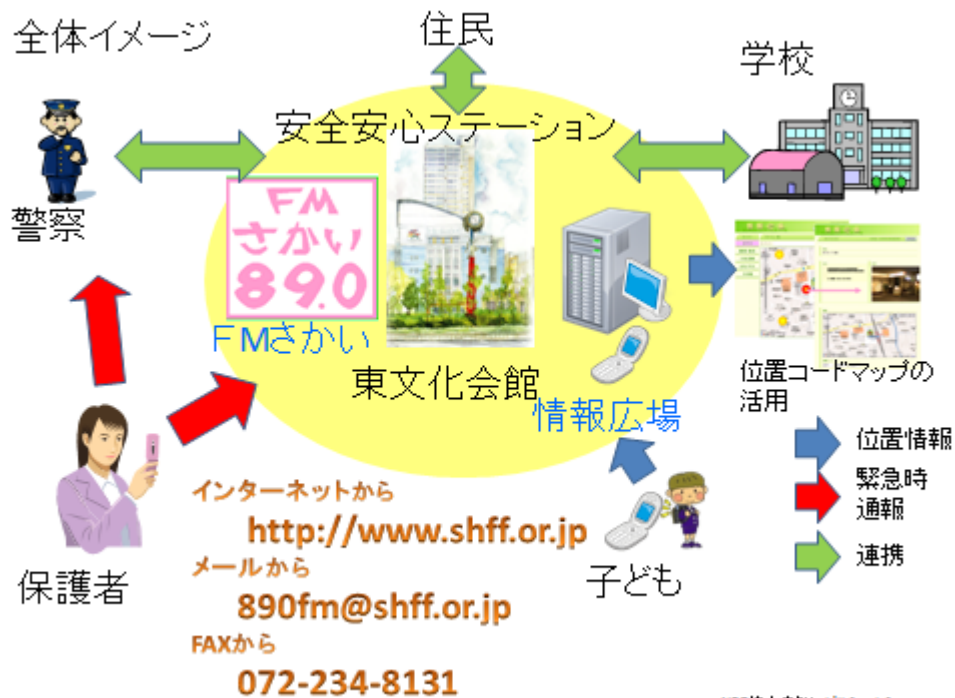 全体イメージ
住民
学校
安全安心ステーション
警察
FM
さかい
89.0
ＦＭさかい
東文化会館
情報広場
位置コードマップの
活用
位置情報
緊急時
通報
連携
保護者
子ども
インターネットから
http://www.shff.or.jp
メールから
890fm@shff.or.jp
FAXから
072-234-8131